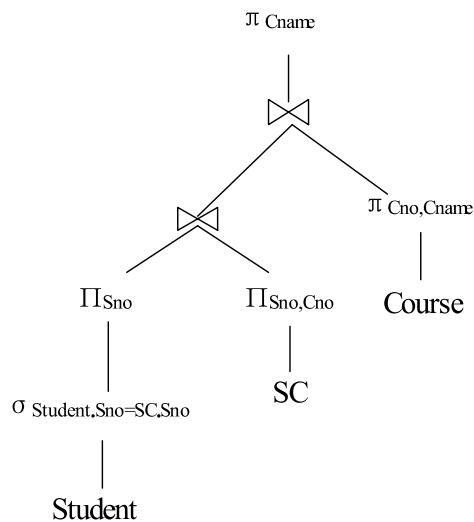 π Cname
π Cno,Cname
Π Sno
Π Sno,Cno
Course
SC
σ Student.Sno=SC.Sno
Student